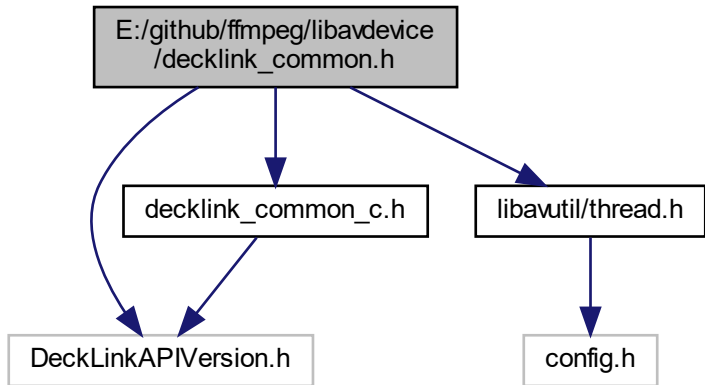 E:/github/ffmpeg/libavdevice
/decklink_common.h
decklink_common_c.h
libavutil/thread.h
DeckLinkAPIVersion.h
config.h